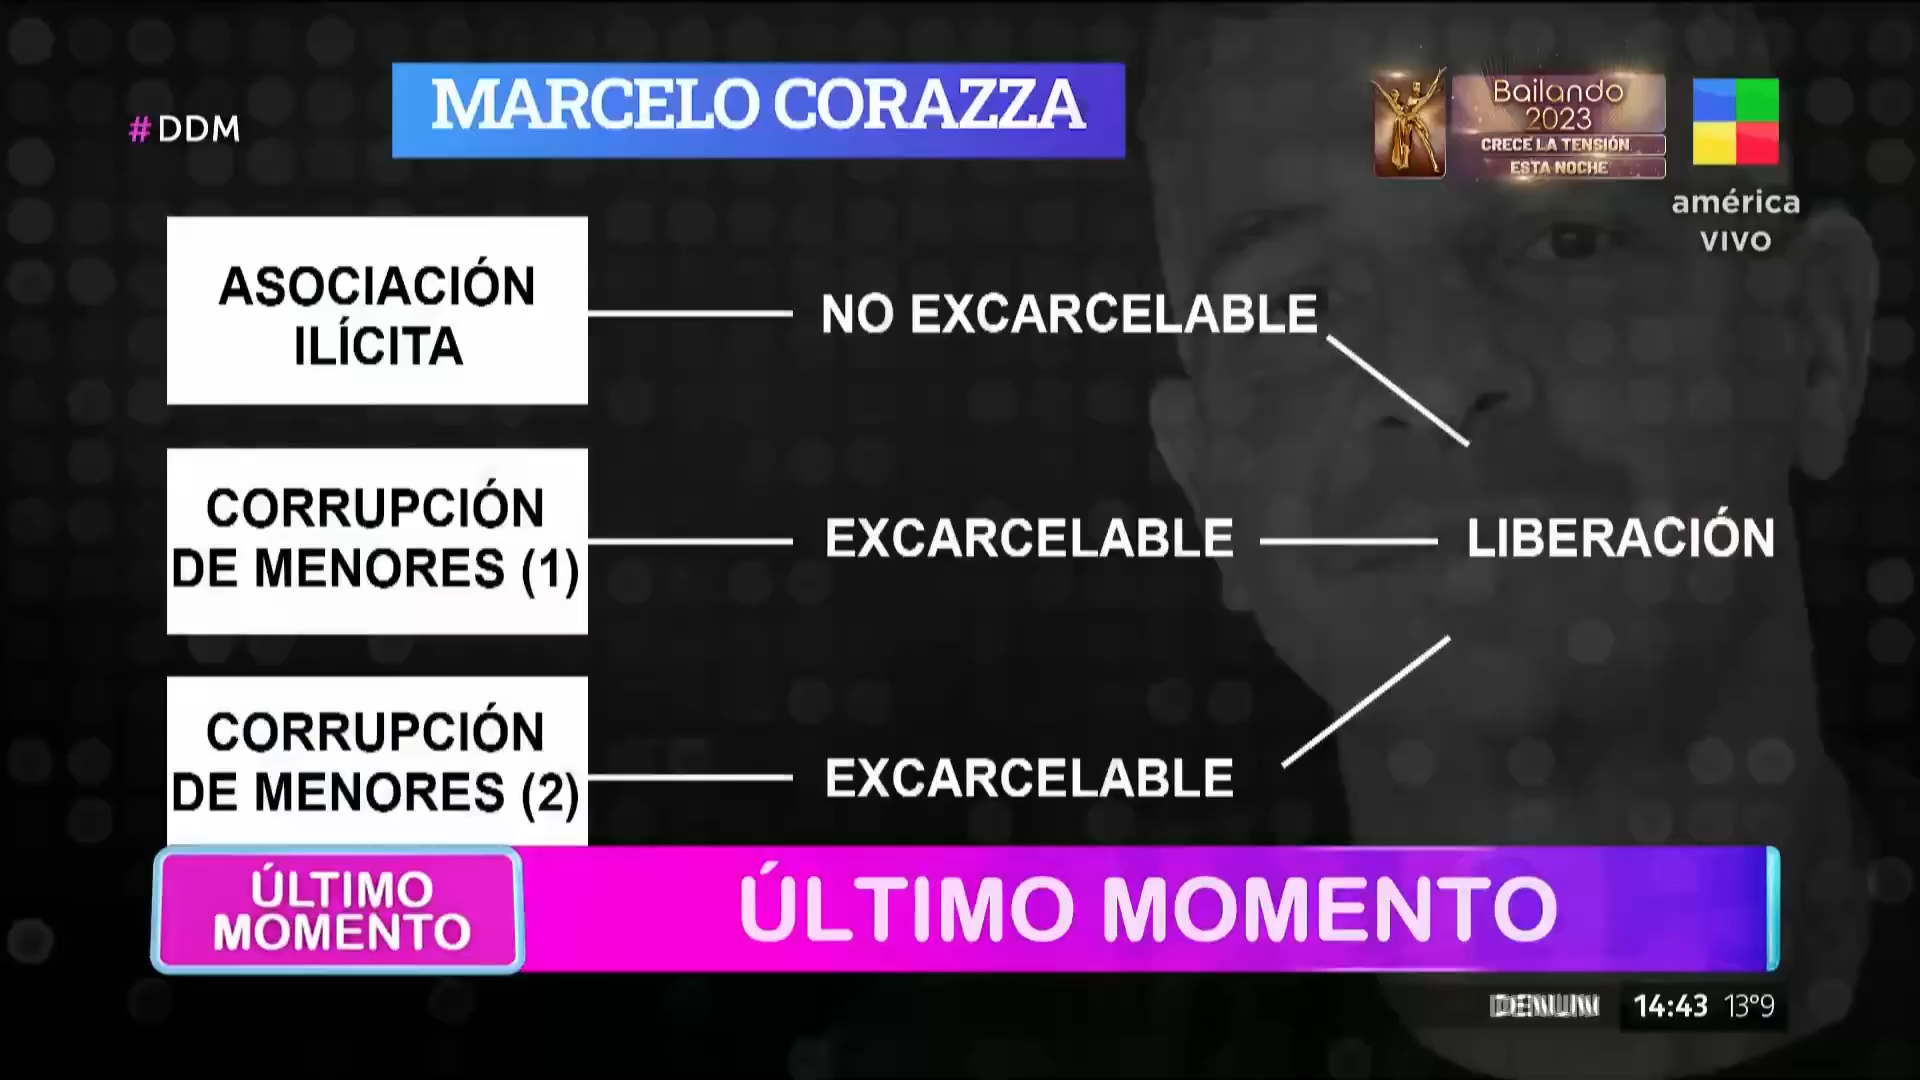 #DDM
MARCELO CORAZZA
Bailando
2023
CRECE LA TENSIÓN
ESTA NOCHE
américa
VIVO
ASOCIACIÓN
ILÍCITA
NO EXCARCELABLE
CORRUPCIÓN
DE MENORES (1)
EXCARCELABLE
LIBERACIÓN
CORRUPCIÓN
DE MENORES (2)
EXCARCELABLE
ÚLTIMO
MOMENTO
ÚLTIMO MOMENTO
14:43 13°9